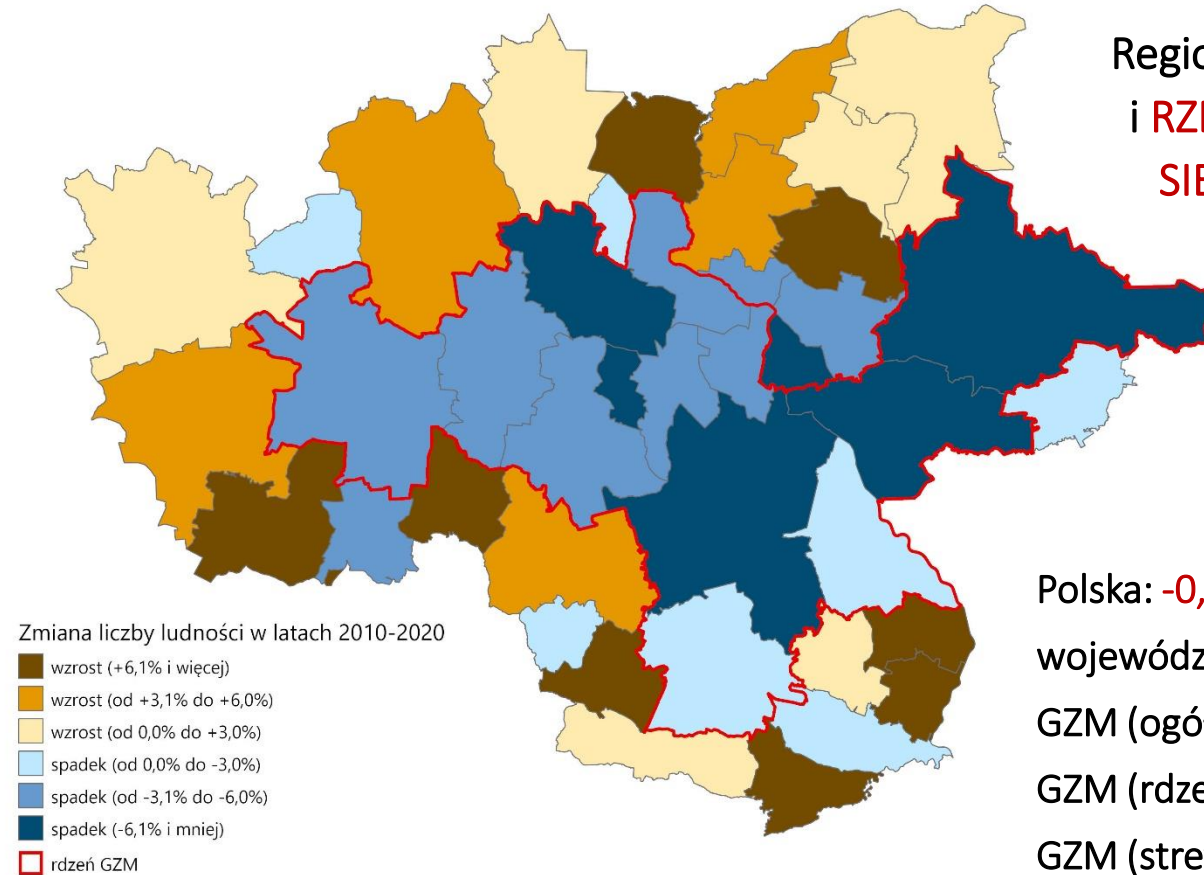 Regio
i RZ
SIE
Polska: -0,
wojewódz
GZM (ogó
GZM (rdze
GZM (stre
Zmiana liczby ludności w latach 2010-2020
wzrost (+6,1% i więcej)
wzrost (od +3,1% do +6,0%)
wzrost (od 0,0% do +3,0%)
spadek (od 0,0% do -3,0%)
spadek (od -3,1% do -6,0%)
spadek (-6,1% i mniej)
rdzeń GZM